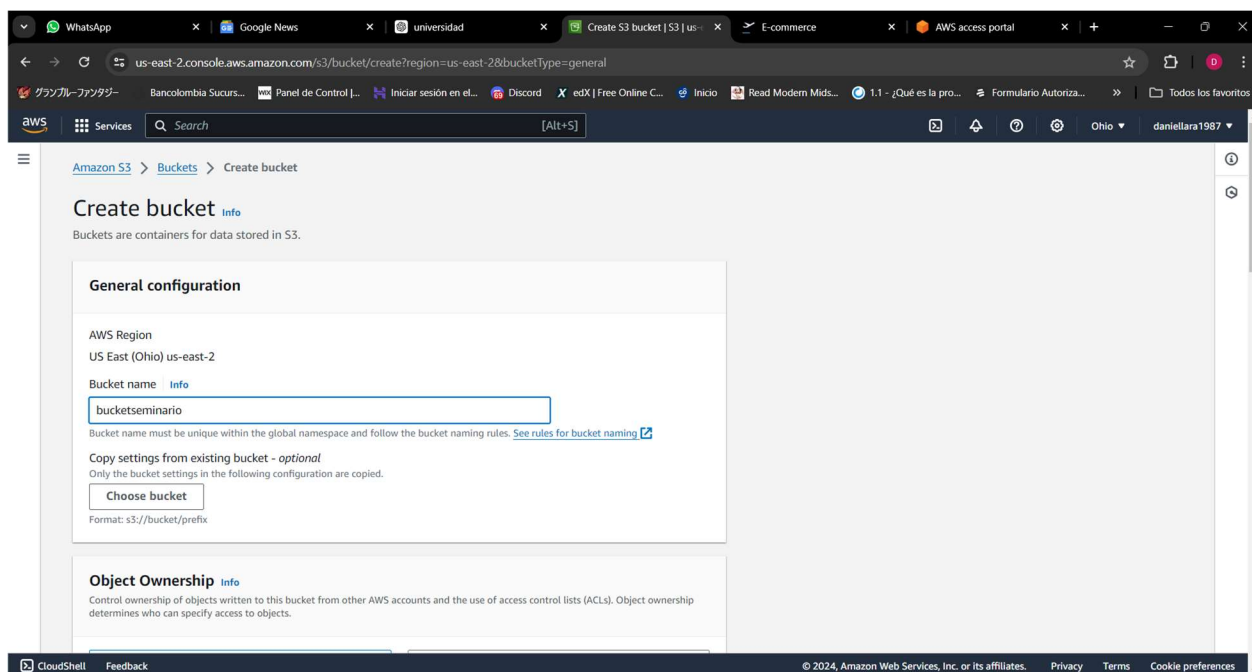 WhatsApp
Google News
universidad
Create S3 bucket | S3 | us-e
E-commerce
AWS access portal
us-east-2.console.aws.amazon.com/s3/bucket/create?region=us-east-2&bucketType=general
グランブルーファンタジー
Bancolombia Sucurs...
WIX
Panel de Control |...
Iniciar sesión en el...
69
Discord
edX | Free Online C...
Inicio
Read Modern Mids...
1.1 - ¿Qué es la pro...
Formulario Autoriza...
»
Todos los favoritos
aws
Services
Search
[Alt+S]
Ohio
daniellara1987
Amazon S3 > Buckets > Create bucket
Create bucket Info
Buckets are containers for data stored in S3.
General configuration
AWS Region
US East (Ohio) us-east-2
Bucket name Info
bucketseminario
Bucket name must be unique within the global namespace and follow the bucket naming rules. See rules for bucket naming
Copy settings from existing bucket - optional
Only the bucket settings in the following configuration are copied.
Choose bucket
Format: s3://bucket/prefix
Object Ownership Info
Control ownership of objects written to this bucket from other AWS accounts and the use of access control lists (ACLs). Object ownership
determines who can specify access to objects.
CloudShell
Feedback
© 2024, Amazon Web Services, Inc. or its affiliates.
Privacy
Terms
Cookie preferences